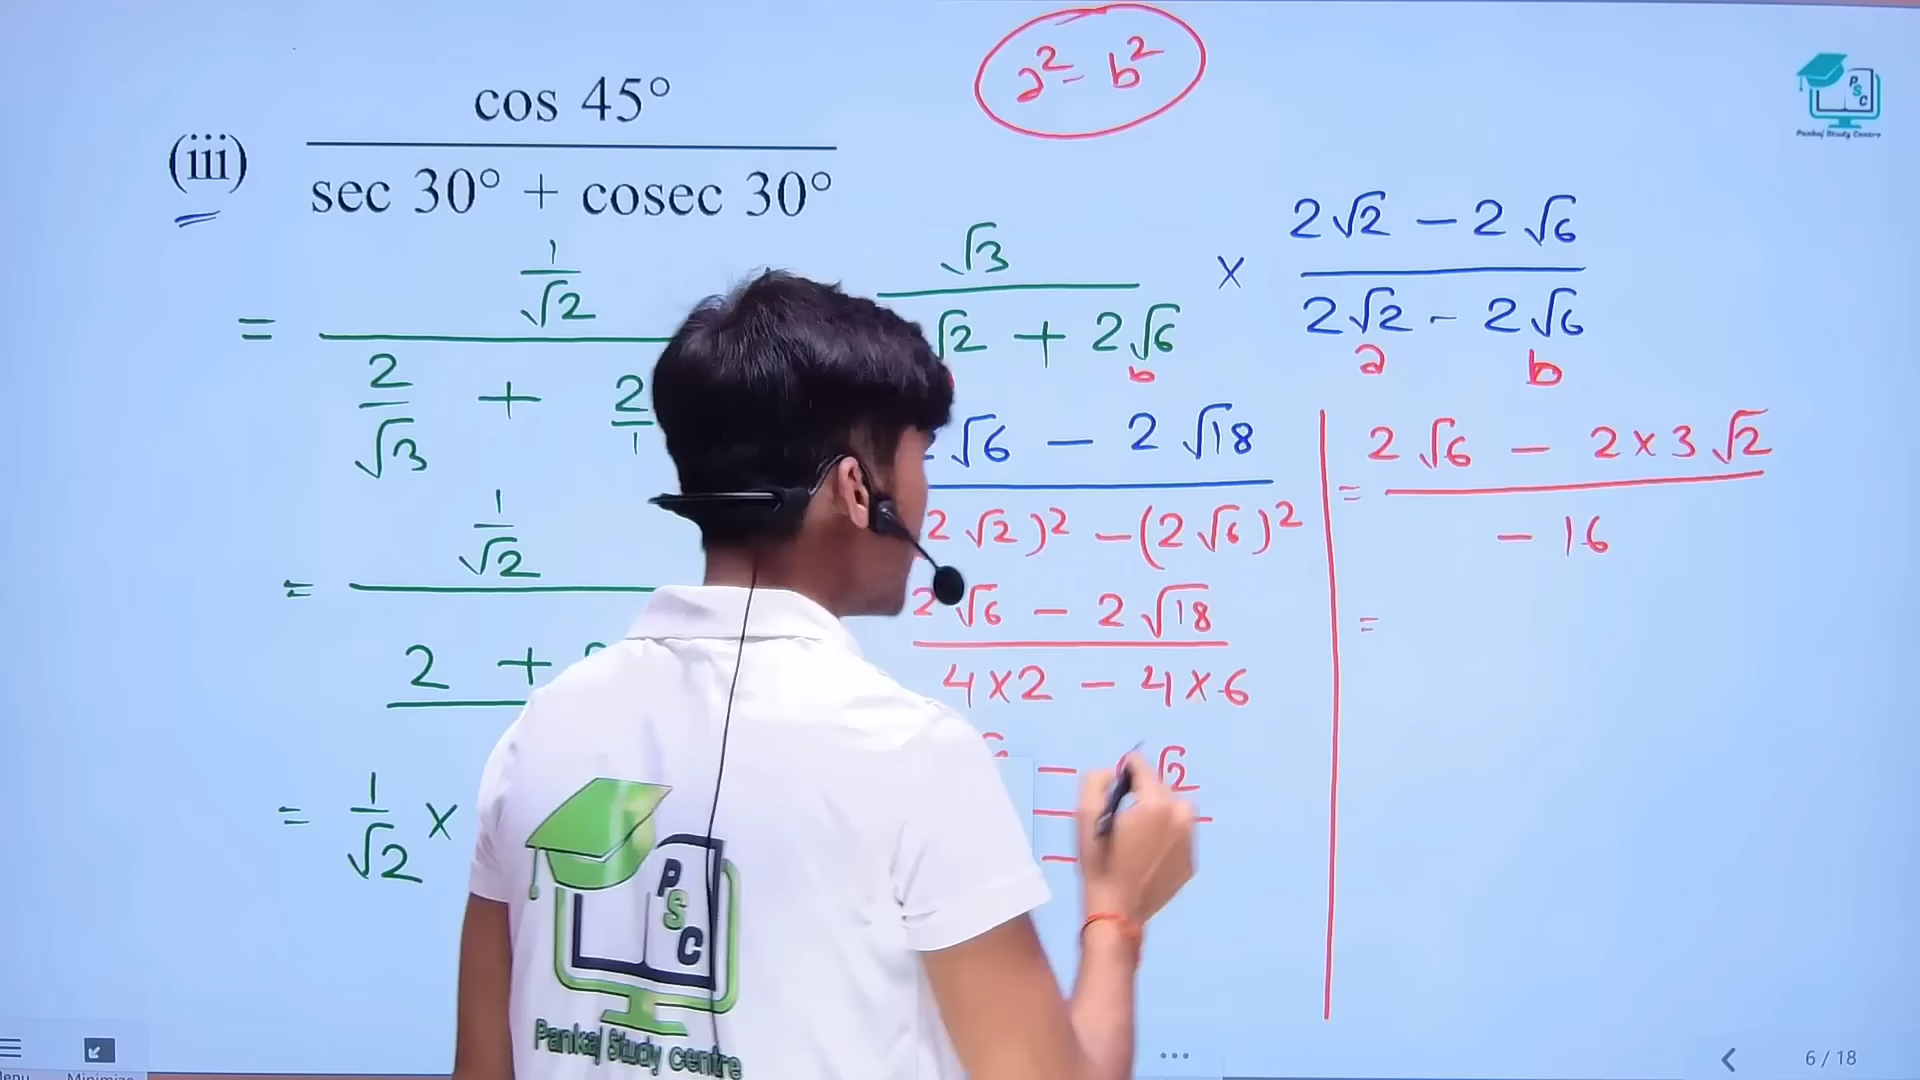 a² - b²
P S C
Pankaj Study Centre
(iii) cos 45° / sec 30° + cosec 30°
= 1/√2 / 2/√3 + 2/1
= 1/√2 / 2 +
= 1/√2 ×
√3 / √2 + 2√6 × 2√2 - 2√6 / 2√2 - 2√6
b a b
√6 - 2√18
2√2)² - (2√6)²
2√6 - 2√18
4×2 - 4×6
- √2
-
= 2√6 - 2×3√2 / - 16
=
P S C
Pankaj Study Centre
Minimize
6 / 18